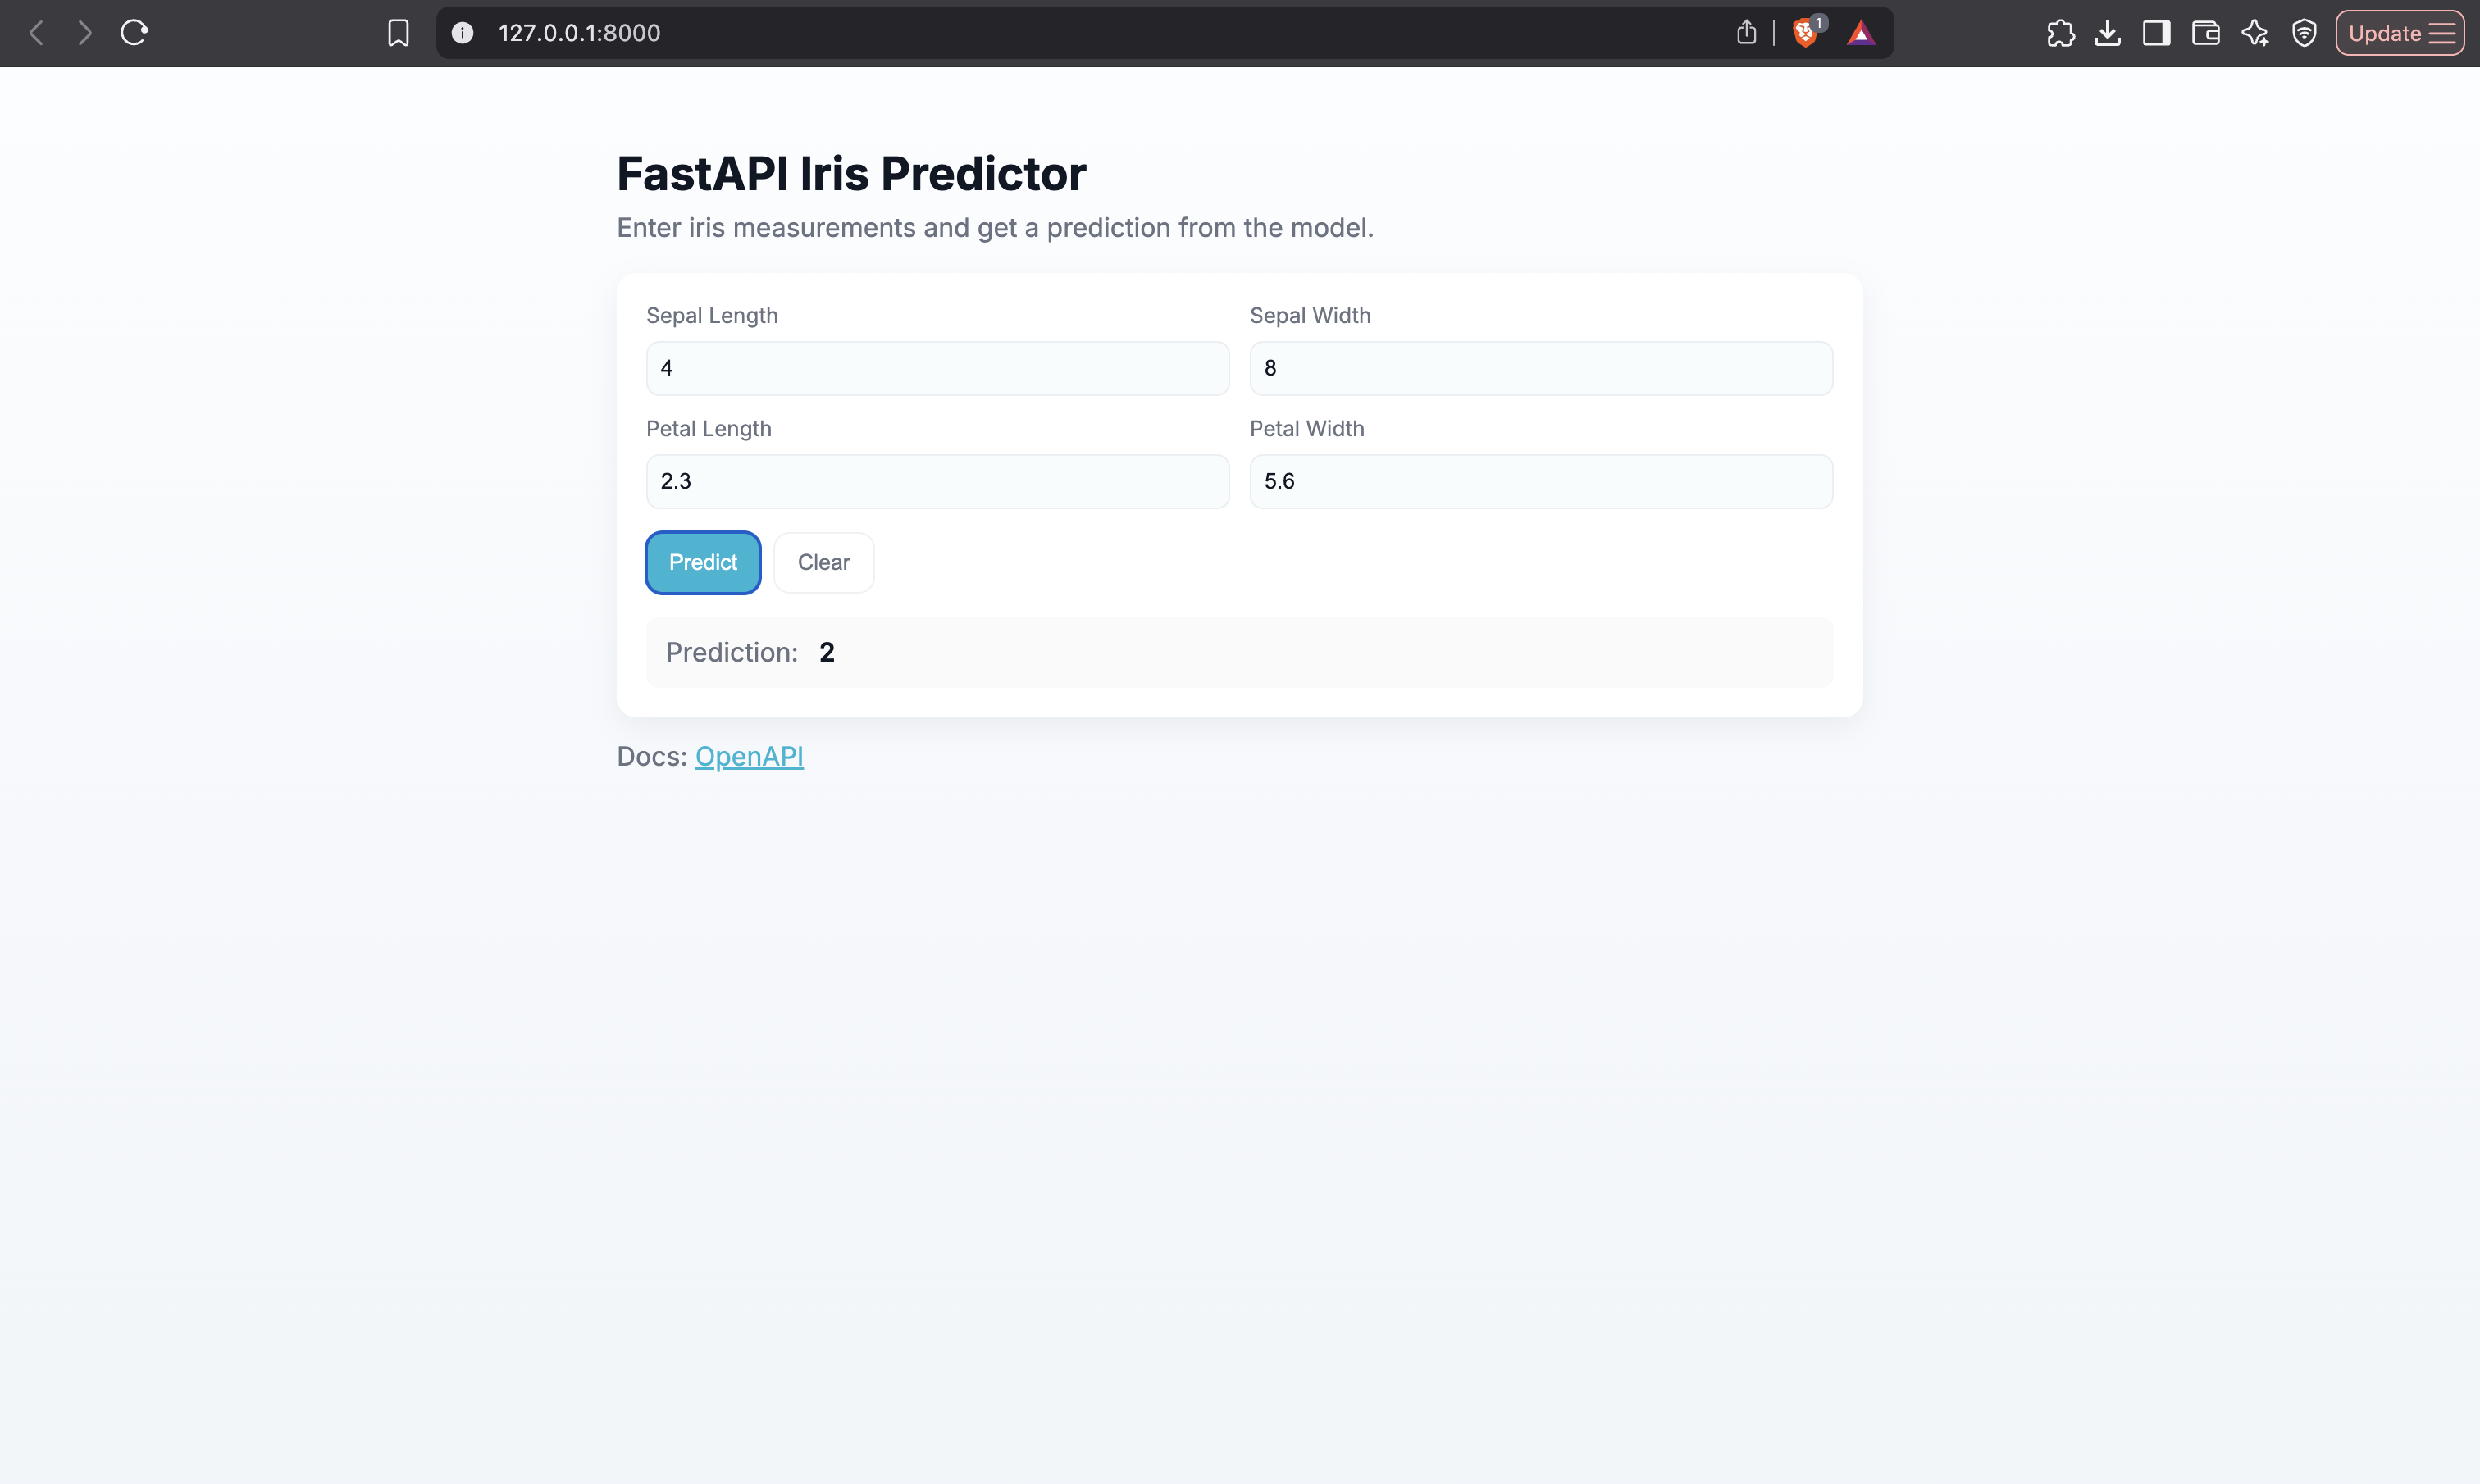 127.0.0.1:8000
1
Update
FastAPI Iris Predictor
Enter iris measurements and get a prediction from the model.
Sepal Length
Sepal Width
4
8
Petal Length
Petal Width
2.3
5.6
Predict
Clear
Prediction: 2
Docs: OpenAPI